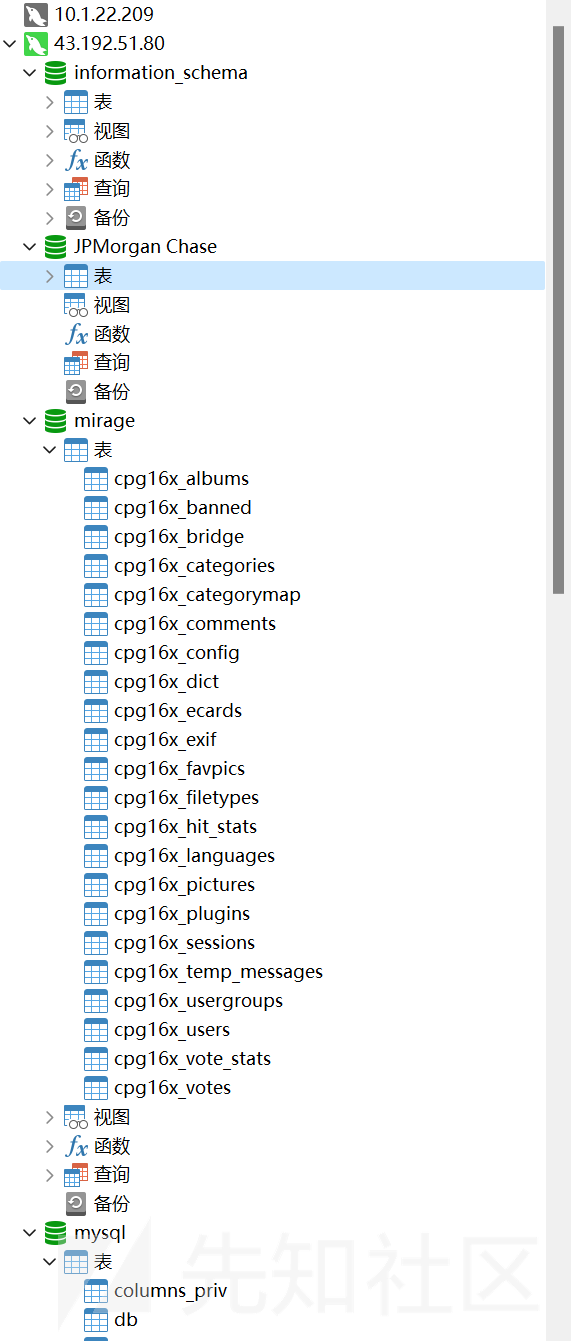 10.1.22.209
43.192.51.80
information_schema
表
视图
函数
查询
备份
JPMorgan Chase
表
视图
函数
查询
备份
mirage
表
cpg16x_albums
cpg16x_banned
cpg16x_bridge
cpg16x_categories
cpg16x_categorymap
cpg16x_comments
cpg16x_config
cpg16x_dict
cpg16x_ecards
cpg16x_exif
cpg16x_favpics
cpg16x_filetypes
cpg16x_hit_stats
cpg16x_languages
cpg16x_pictures
cpg16x_plugins
cpg16x_sessions
cpg16x_temp_messages
cpg16x_usergroups
cpg16x_users
cpg16x_vote_stats
cpg16x_votes
视图
函数
查询
备份
mysql
表
columns_priv
db
先知社区